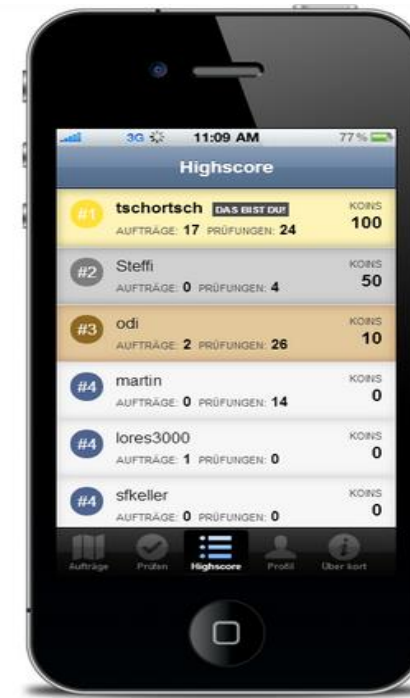 3G 11:09 AM 77 %
Highscore
#1 tschortsch DAS BIST DU! KOINS
AUFTRÄGE: 17 PRÜFUNGEN: 24 100
#2 Steffi KOINS
AUFTRÄGE: 0 PRÜFUNGEN: 4 50
#3 odi KOINS
AUFTRÄGE: 2 PRÜFUNGEN: 26 10
#4 martin KOINS
AUFTRÄGE: 0 PRÜFUNGEN: 14 0
#4 lores3000 KOINS
AUFTRÄGE: 1 PRÜFUNGEN: 0 0
#4 sfkeller KOINS
AUFTRÄGE: 0 PRÜFUNGEN: 0 0
Aufträge Prüfen Highscore Profil Über kort